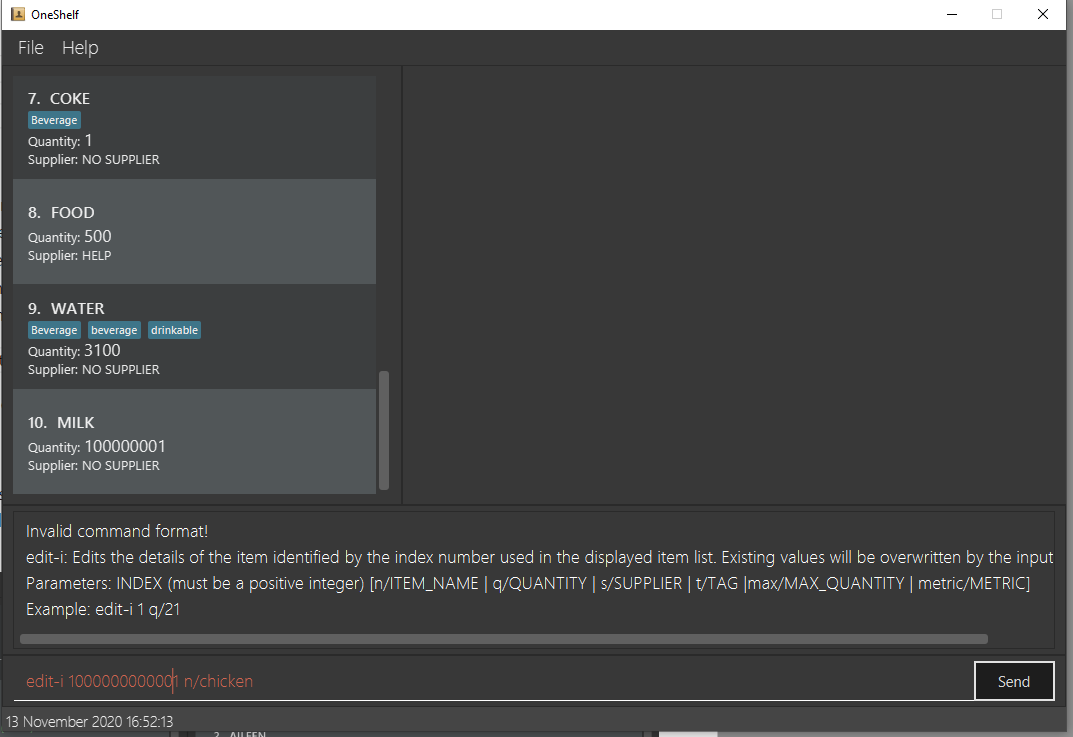 OneShelf
File Help
7. COKE
Beverage
Quantity: 1
Supplier: NO SUPPLIER
8. FOOD
Quantity: 500
Supplier: HELP
9. WATER
Beverage beverage drinkable
Quantity: 3100
Supplier: NO SUPPLIER
10. MILK
Quantity: 100000001
Supplier: NO SUPPLIER
Invalid command format!
edit-i: Edits the details of the item identified by the index number used in the displayed item list. Existing values will be overwritten by the input
Parameters: INDEX (must be a positive integer) [n/ITEM_NAME | q/QUANTITY | s/SUPPLIER | t/TAG |max/MAX_QUANTITY | metric/METRIC]
Example: edit-i 1 q/21
edit-i 1000000000001 n/chicken
Send
13 November 2020 16:52:13
2. AILEEN